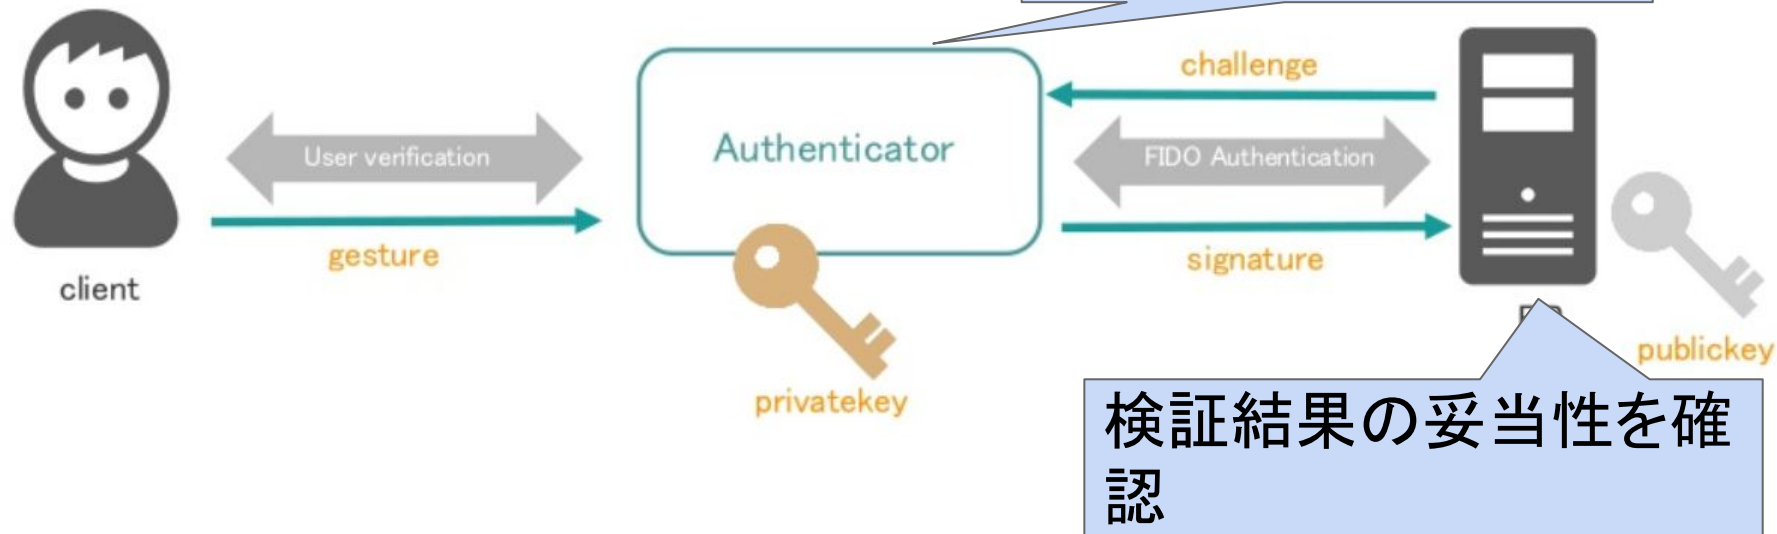 challenge
User verification
Authenticator
FIDO Authentication
gesture
signature
client
publickey
privatekey
検証結果の妥当性を確
認